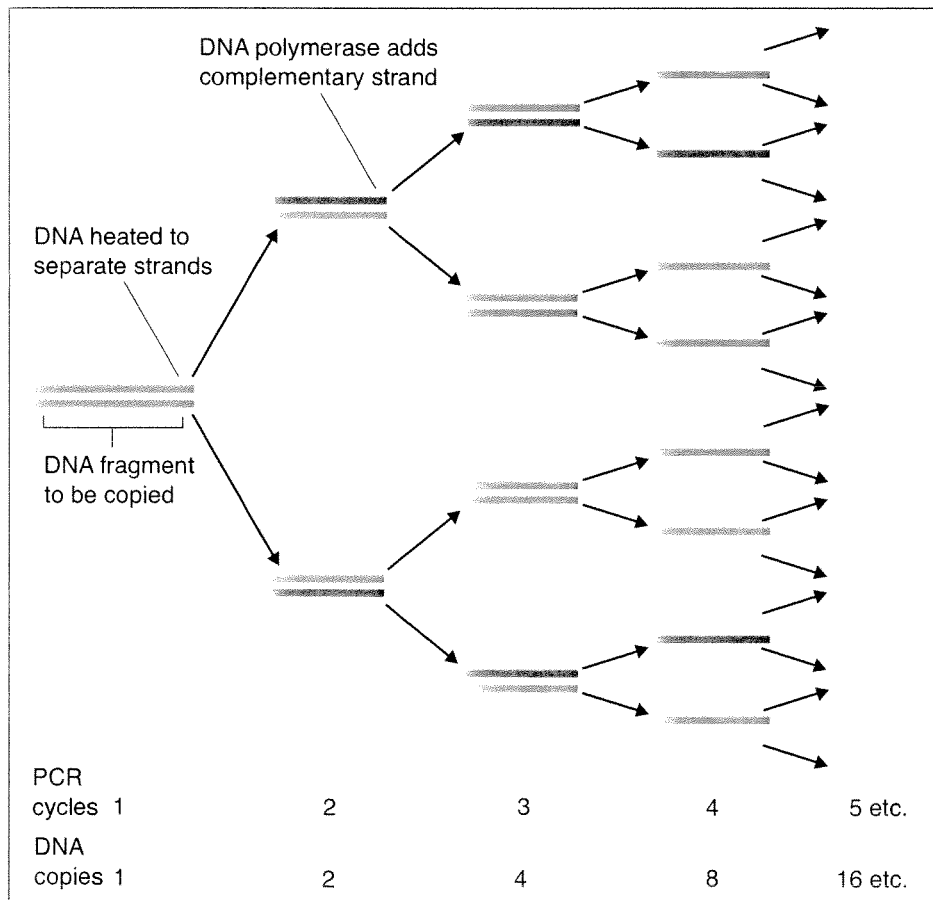 DNA polymerase adds
complementary strand
DNA heated to
separate strands
DNA fragment
to be copied
PCR
cycles 1 2 3 4 5 etc.
DNA
copies 1 2 4 8 16 etc.